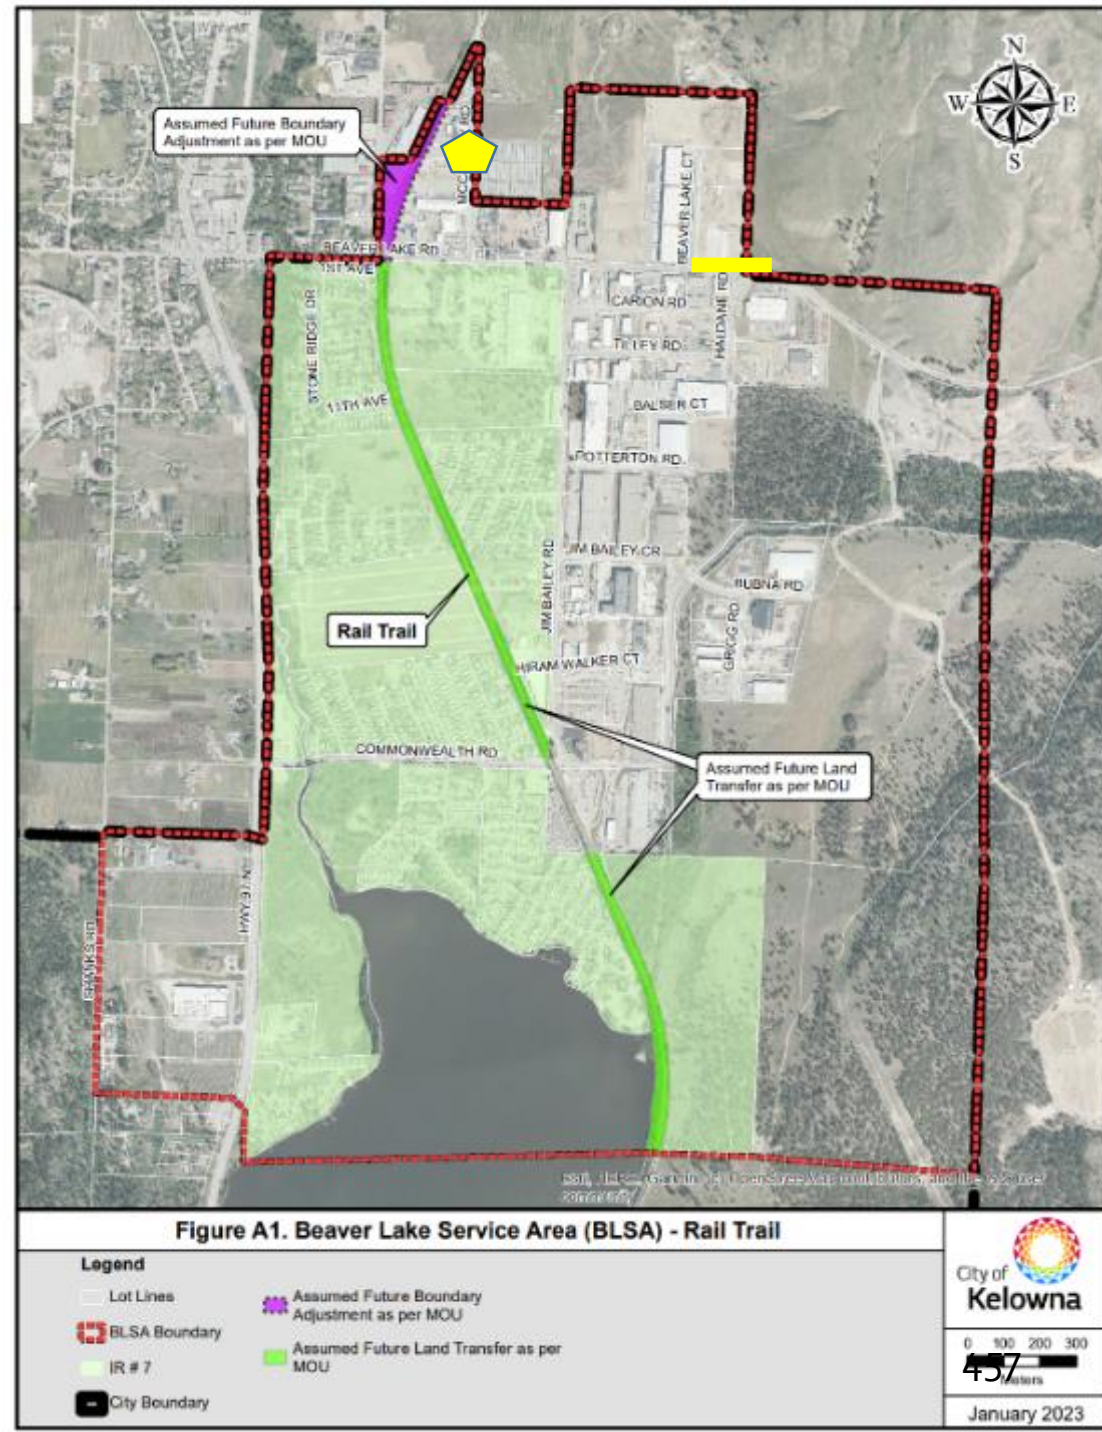 N
W
E
S
Assumed Future Boundary
Adjustment as per MOU
BEAVER LAKE CT
BEAVER LAKE RD
1ST AVE
CARION RD
HALDANE RD
STONE RIDGE DR
TILLEY RD
11TH AVE
BALSER CT
POTTERTON RD
JIM BAILEY RD
JIM BAILEY CR
BUBNA RD
Rail Trail
GRIGG RD
HIRAM WALKER CT
COMMONWEALTH RD
Assumed Future Land
Transfer as per MOU
HWY 97 N
Figure A1. Beaver Lake Service Area (BLSA) - Rail Trail
Legend
Lot Lines
BLSA Boundary
IR # 7
City Boundary
Assumed Future Boundary
Adjustment as per MOU
Assumed Future Land Transfer as per
MOU
City of
Kelowna
0 100 200 300
457
Meters
January 2023